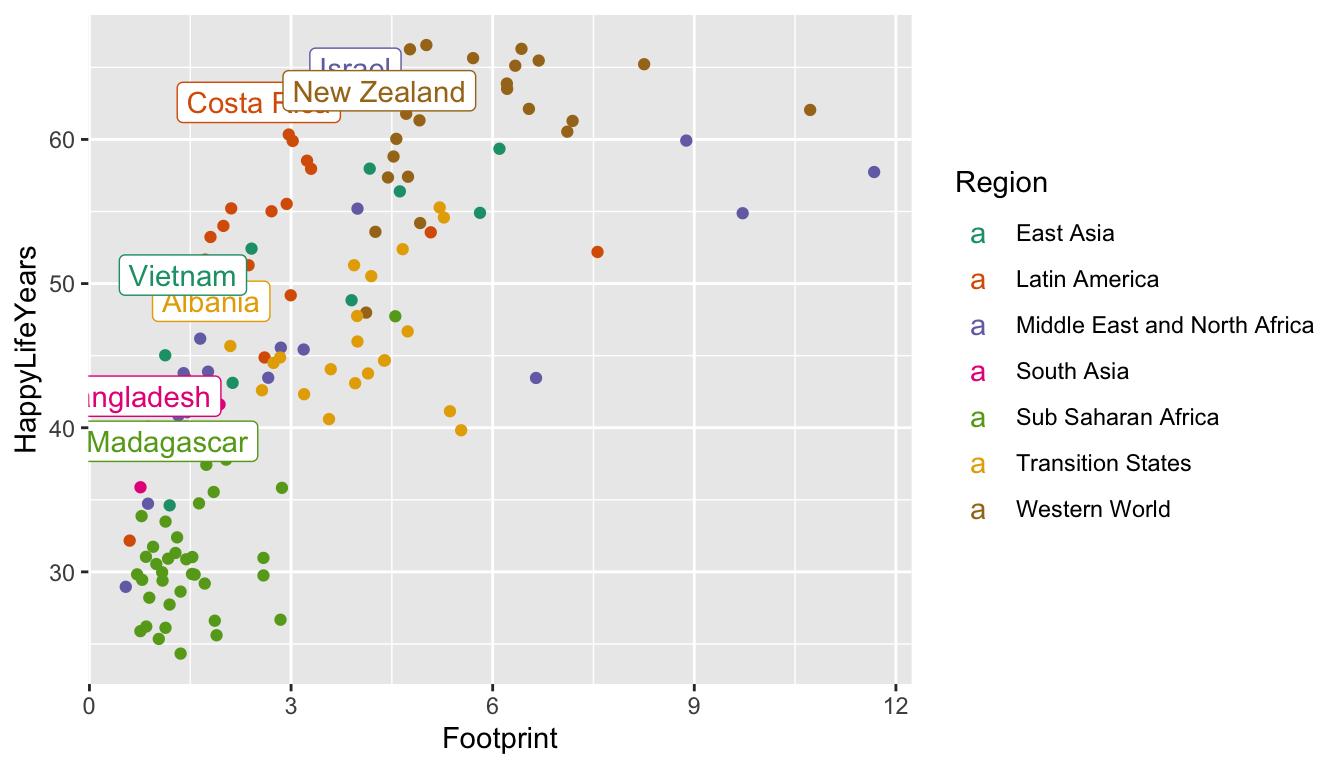 Israel
New Zealand
Costa Rica
Vietnam
Albania
angladesh
Madagascar
60
50
40
30
0
3
6
9
12
HappyLifeYears
Footprint
Region
a East Asia
a Latin America
a Middle East and North Africa
a South Asia
a Sub Saharan Africa
a Transition States
a Western World